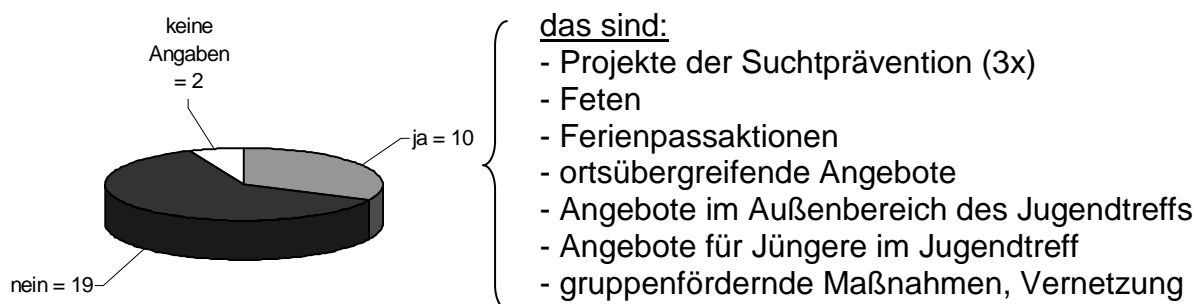 keine
Angaben
= 2
ja = 10
nein = 19
das sind:
- Projekte der Suchtprävention (3x)
- Feten
- Ferienpassaktionen
- ortsübergreifende Angebote
- Angebote im Außenbereich des Jugendtreffs
- Angebote für Jüngere im Jugendtreff
- gruppenfördernde Maßnahmen, Vernetzung